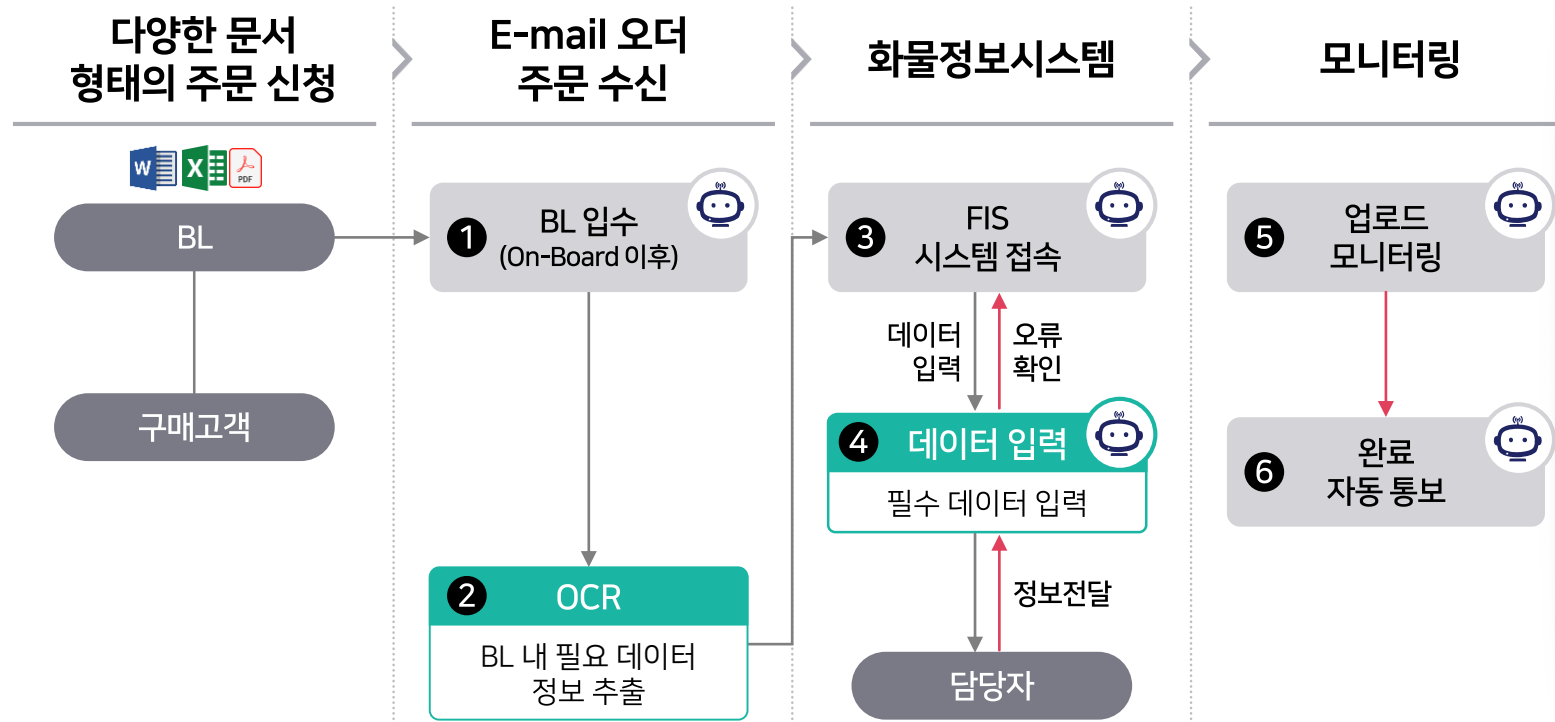 다양한 문서
형태의 주문 신청
E-mail 오더
주문 수신
화물정보시스템
모니터링
W
X
PDF
BL
구매고객
1
BL 입수
(On-Board 이후)
2
OCR
BL 내 필요 데이터
정보 추출
3
FIS
시스템 접속
데이터
입력
오류
확인
4
데이터 입력
필수 데이터 입력
정보전달
담당자
5
업로드
모니터링
6
완료
자동 통보